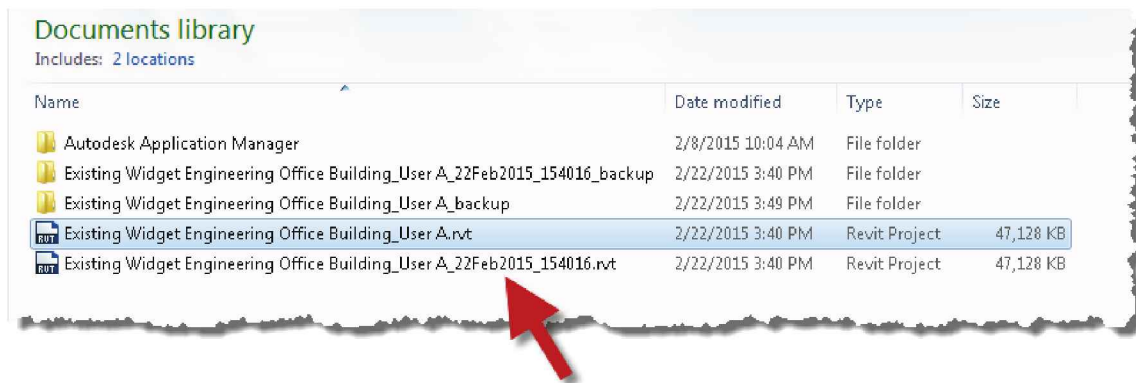 Documents library
Includes: 2 locations
Name Date modified Type Size
Autodesk Application Manager 2/8/2015 10:04 AM File folder
Existing Widget Engineering Office Building_User A_22Feb2015_154016_backup 2/22/2015 3:40 PM File folder
Existing Widget Engineering Office Building_User A_backup 2/22/2015 3:49 PM File folder
RVT Existing Widget Engineering Office Building_User A.rvt 2/22/2015 3:40 PM Revit Project 47,128 KB
RVT Existing Widget Engineering Office Building_User A_22Feb2015_154016.rvt 2/22/2015 3:40 PM Revit Project 47,128 KB